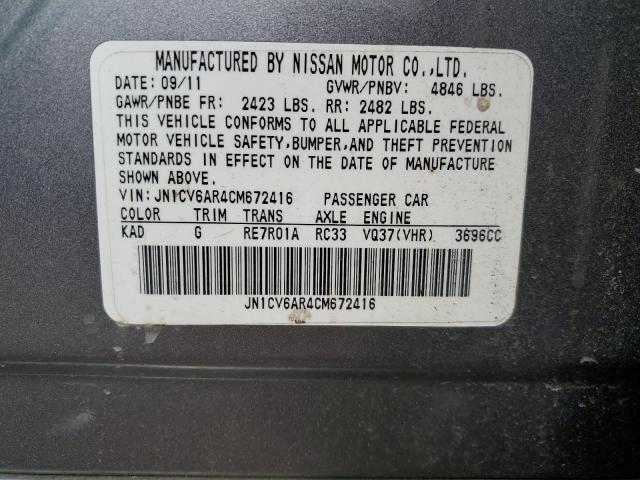 MANUFACTURED BY NISSAN MOTOR CO.,LTD.
DATE: 09/11 GVWR/PNBV: 4846 LBS.
GAWR/PNBE FR: 2423 LBS. RR: 2482 LBS.
THIS VEHICLE CONFORMS TO ALL APPLICABLE FEDERAL
MOTOR VEHICLE SAFETY,BUMPER,AND THEFT PREVENTION
STANDARDS IN EFFECT ON THE DATE OF MANUFACTURE
SHOWN ABOVE.
VIN: JN1CV6AR4CM672416 PASSENGER CAR
COLOR TRIM TRANS AXLE ENGINE
KAD G RE7R01A RC33 VQ37(VHR) 3696CC
JN1CV6AR4CM672416